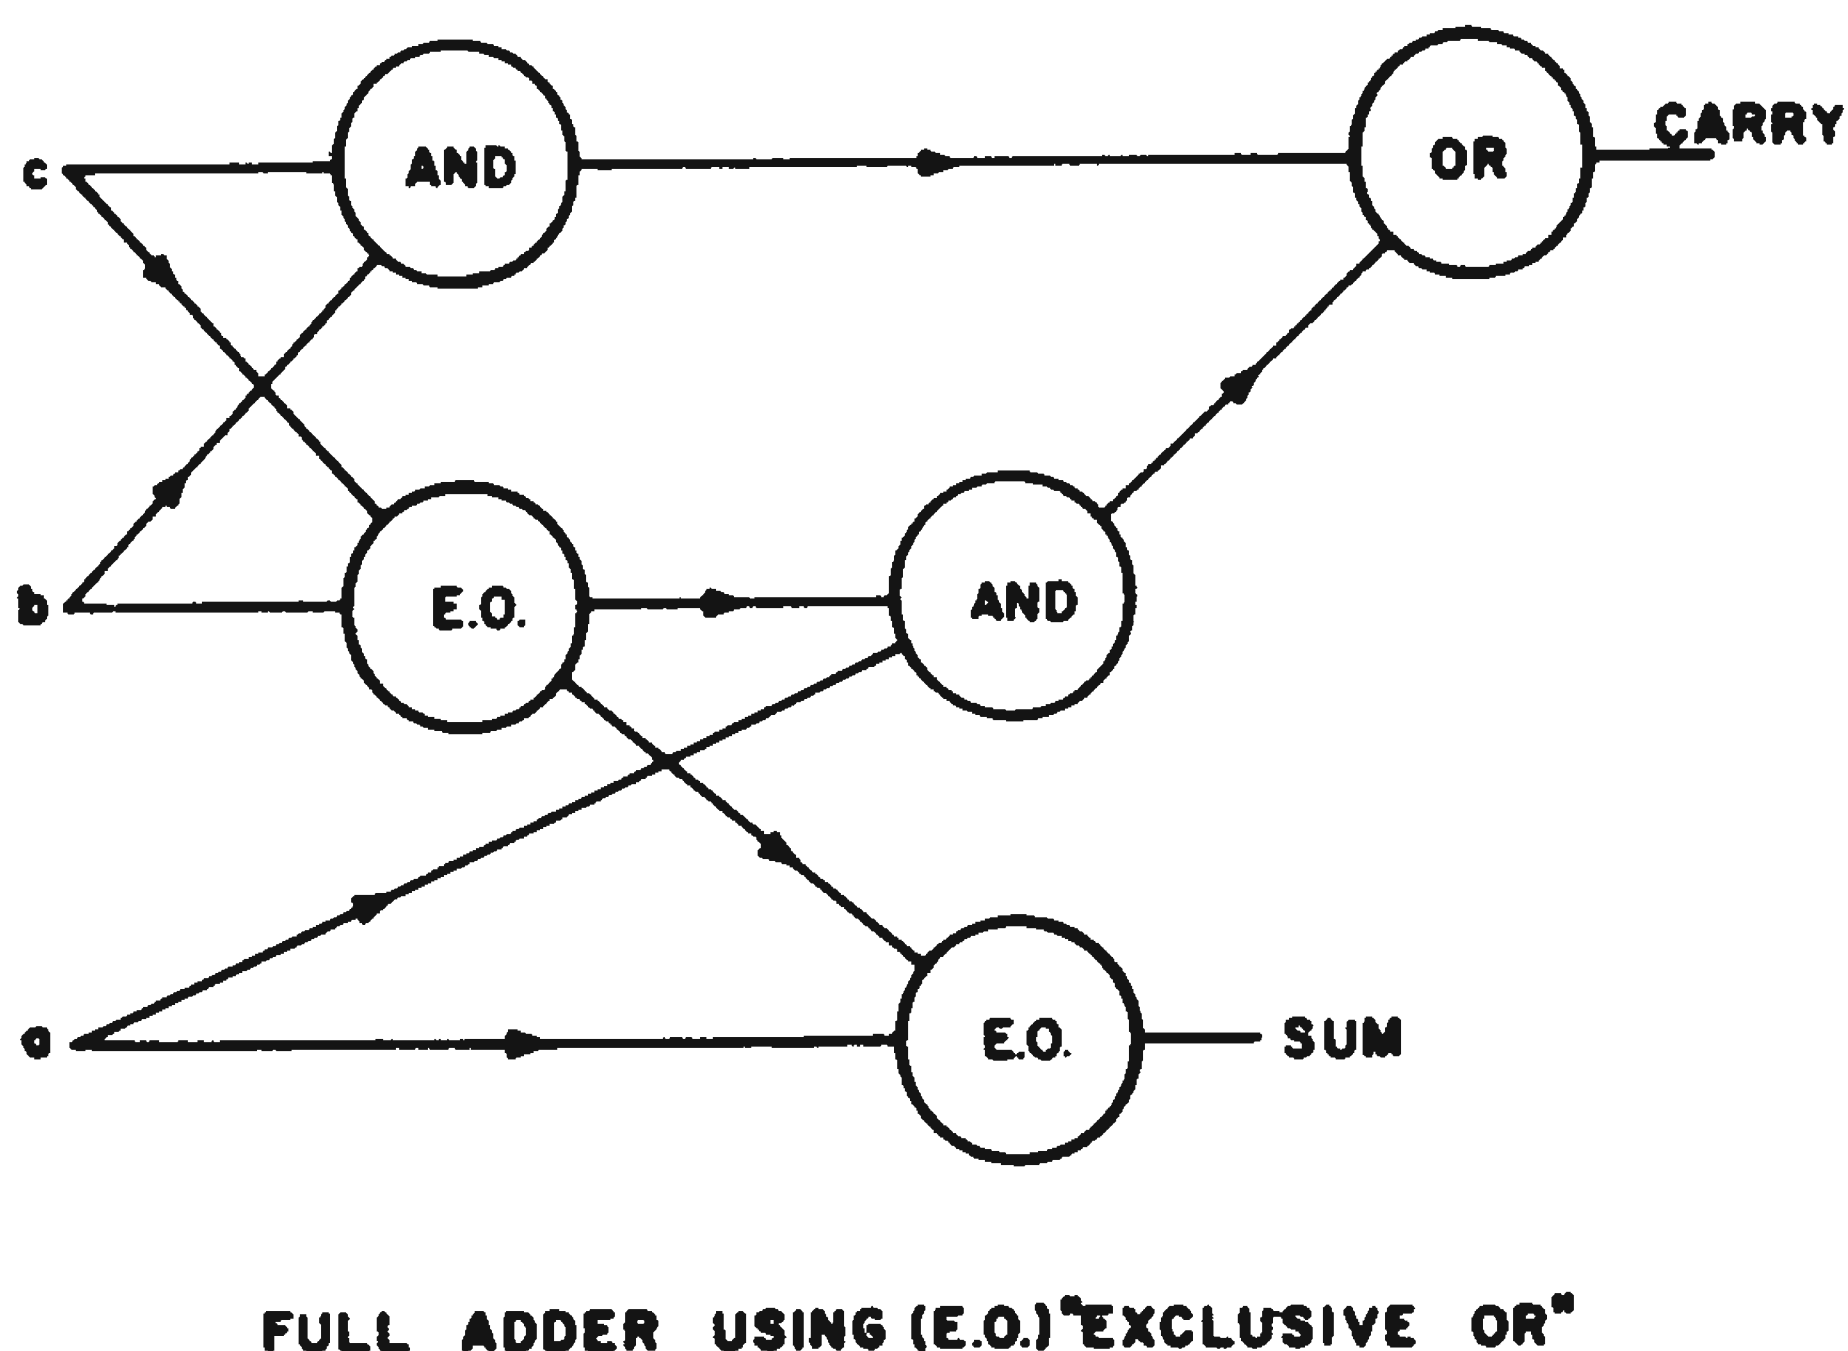 CARRY
c
AND
OR
b
E.O.
AND
a
E.O.
SUM
FULL ADDER USING (E.O.) "EXCLUSIVE OR"